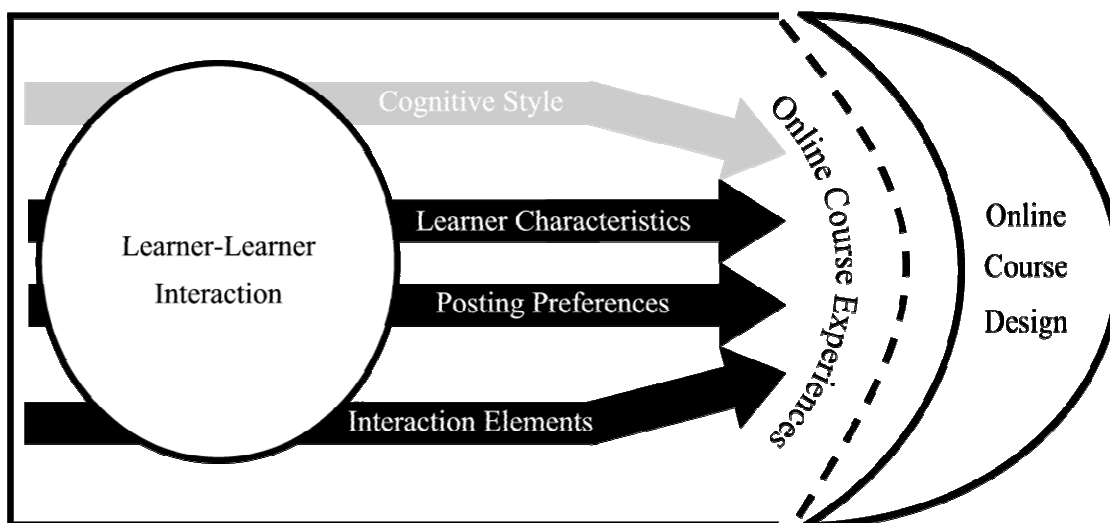 Cognitive Style
Learner Characteristics
Learner-Learner
Interaction
Posting Preferences
Interaction Elements
Online Course Experiences
Online
Course
Design